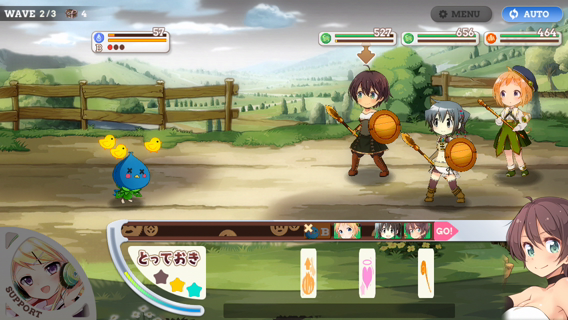 WAVE 2/3 4
MENU
AUTO
57
B
527
656
464
B
GO!
とっておき
SUPPORT